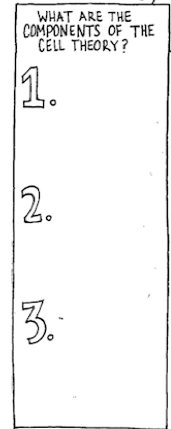 WHAT ARE THE
COMPONENTS OF THE
CELL THEORY?
1.
2.
3.